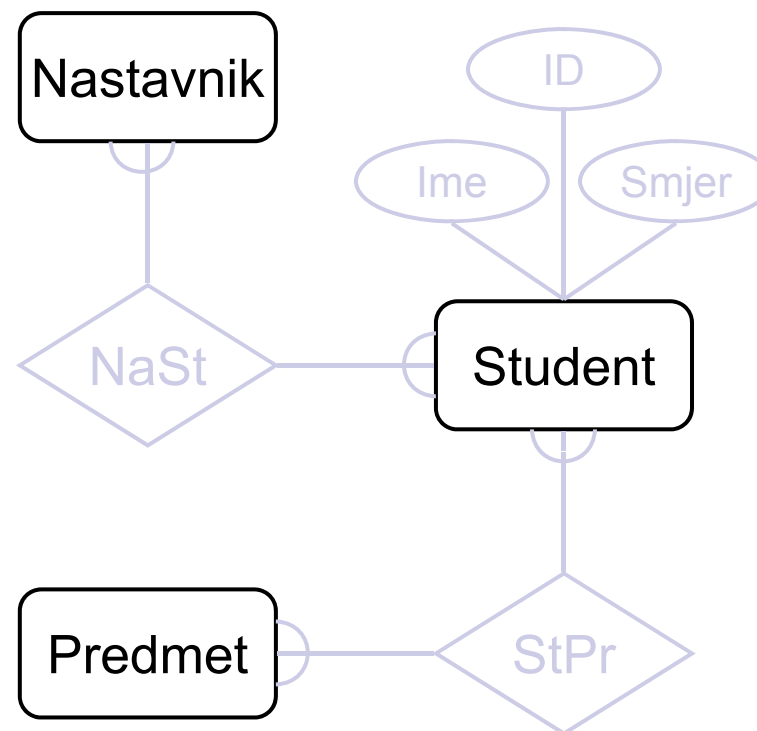 Nastavnik
ID
Ime
Smjer
NaSt
Student
Predmet
StPr